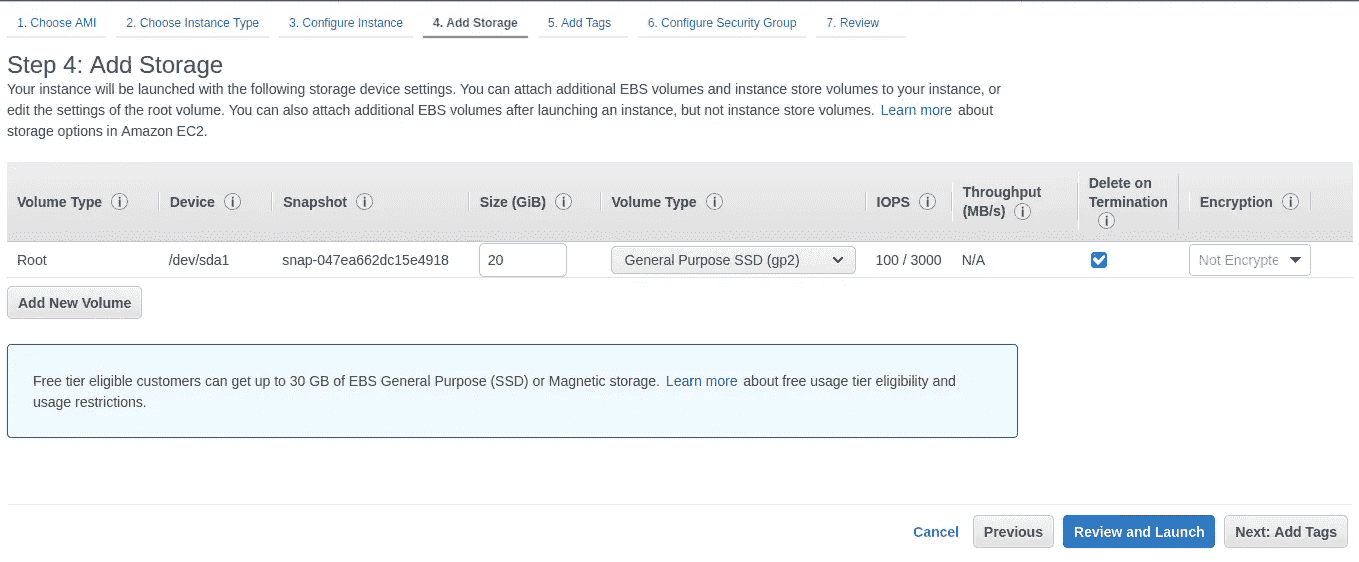 1. Choose AMI 2. Choose Instance Type 3. Configure Instance 4. Add Storage 5. Add Tags 6. Configure Security Group 7. Review
Step 4: Add Storage
Your instance will be launched with the following storage device settings. You can attach additional EBS volumes and instance store volumes to your instance, or
edit the settings of the root volume. You can also attach additional EBS volumes after launching an instance, but not instance store volumes. Learn more about
storage options in Amazon EC2.
Volume Type i Device i Snapshot i Size (GiB) i Volume Type i IOPS i Throughput (MB/s) i Delete on Termination i Encryption i
Root /dev/sda1 snap-047ea662dc15e4918 20 General Purpose SSD (gp2) 100 / 3000 N/A Not Encrypte
Add New Volume
Free tier eligible customers can get up to 30 GB of EBS General Purpose (SSD) or Magnetic storage. Learn more about free usage tier eligibility and
usage restrictions.
Cancel Previous Review and Launch Next: Add Tags